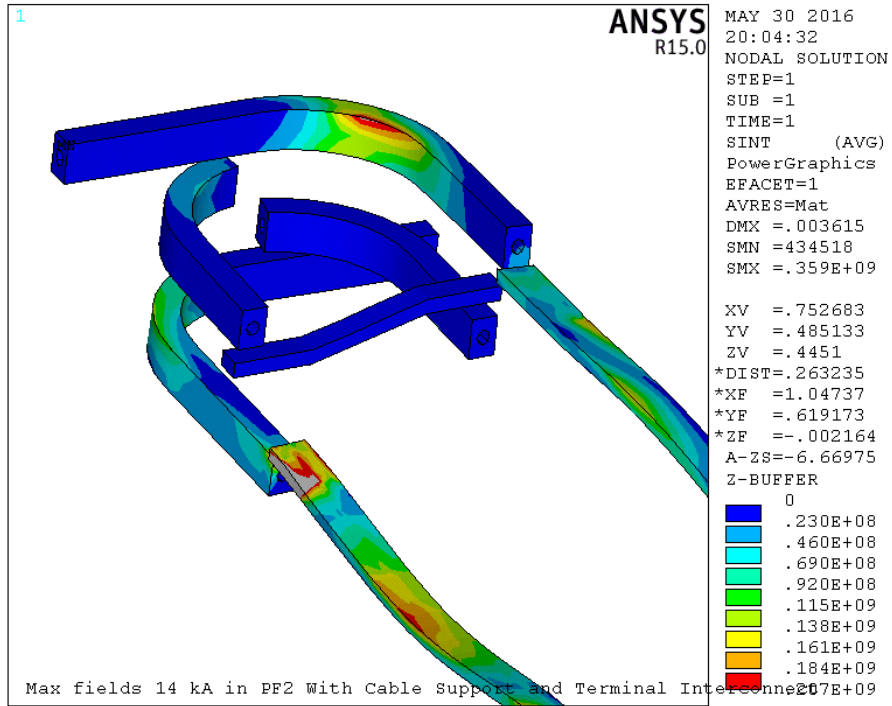 1
ANSYS
R15.0
MAY 30 2016
20:04:32
NODAL SOLUTION
STEP=1
SUB =1
TIME=1
SINT (AVG)
PowerGraphics
EFACET=1
AVRES=Mat
DMX =.003615
SMN =434518
SMX =.359E+09
XV =.752683
YV =.485133
ZV =.4451
*DIST=.263235
*XF =1.04737
*YF =.619173
*ZF =-.002164
A-ZS=-6.66975
Z-BUFFER
0
.230E+08
.460E+08
.690E+08
.920E+08
.115E+09
.138E+09
.161E+09
.184E+09
.207E+09
Max fields 14 kA in PF2 With Cable Support and Terminal Interconnect